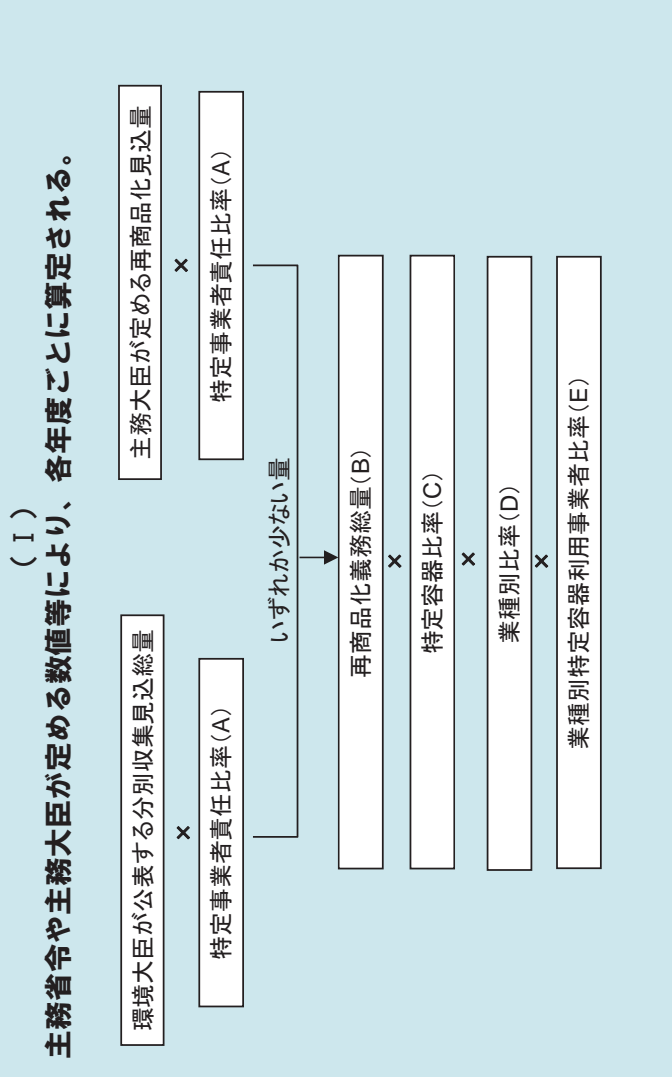 (Ⅰ)
主務省令や主務大臣が定める数値等により、各年度ごとに算定される。
環境大臣が公表する分別収集見込総量
×
特定事業者責任比率(A)
主務大臣が定める再商品化見込量
×
特定事業者責任比率(A)
いずれか少ない量
再商品化義務総量(B)
×
特定容器比率(C)
×
業種別比率(D)
×
業種別特定容器利用事業者比率(E)